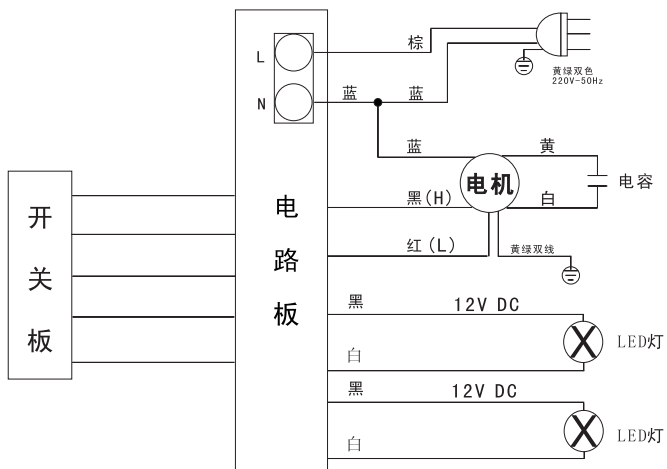 棕
L
黄绿双色
220V-50Hz
蓝
蓝
N
蓝
黄
电机
电容
黑(H)
白
开关板
电路板
红(L)
黄绿双线
黑
12V DC
LED灯
白
黑
12V DC
LED灯
白